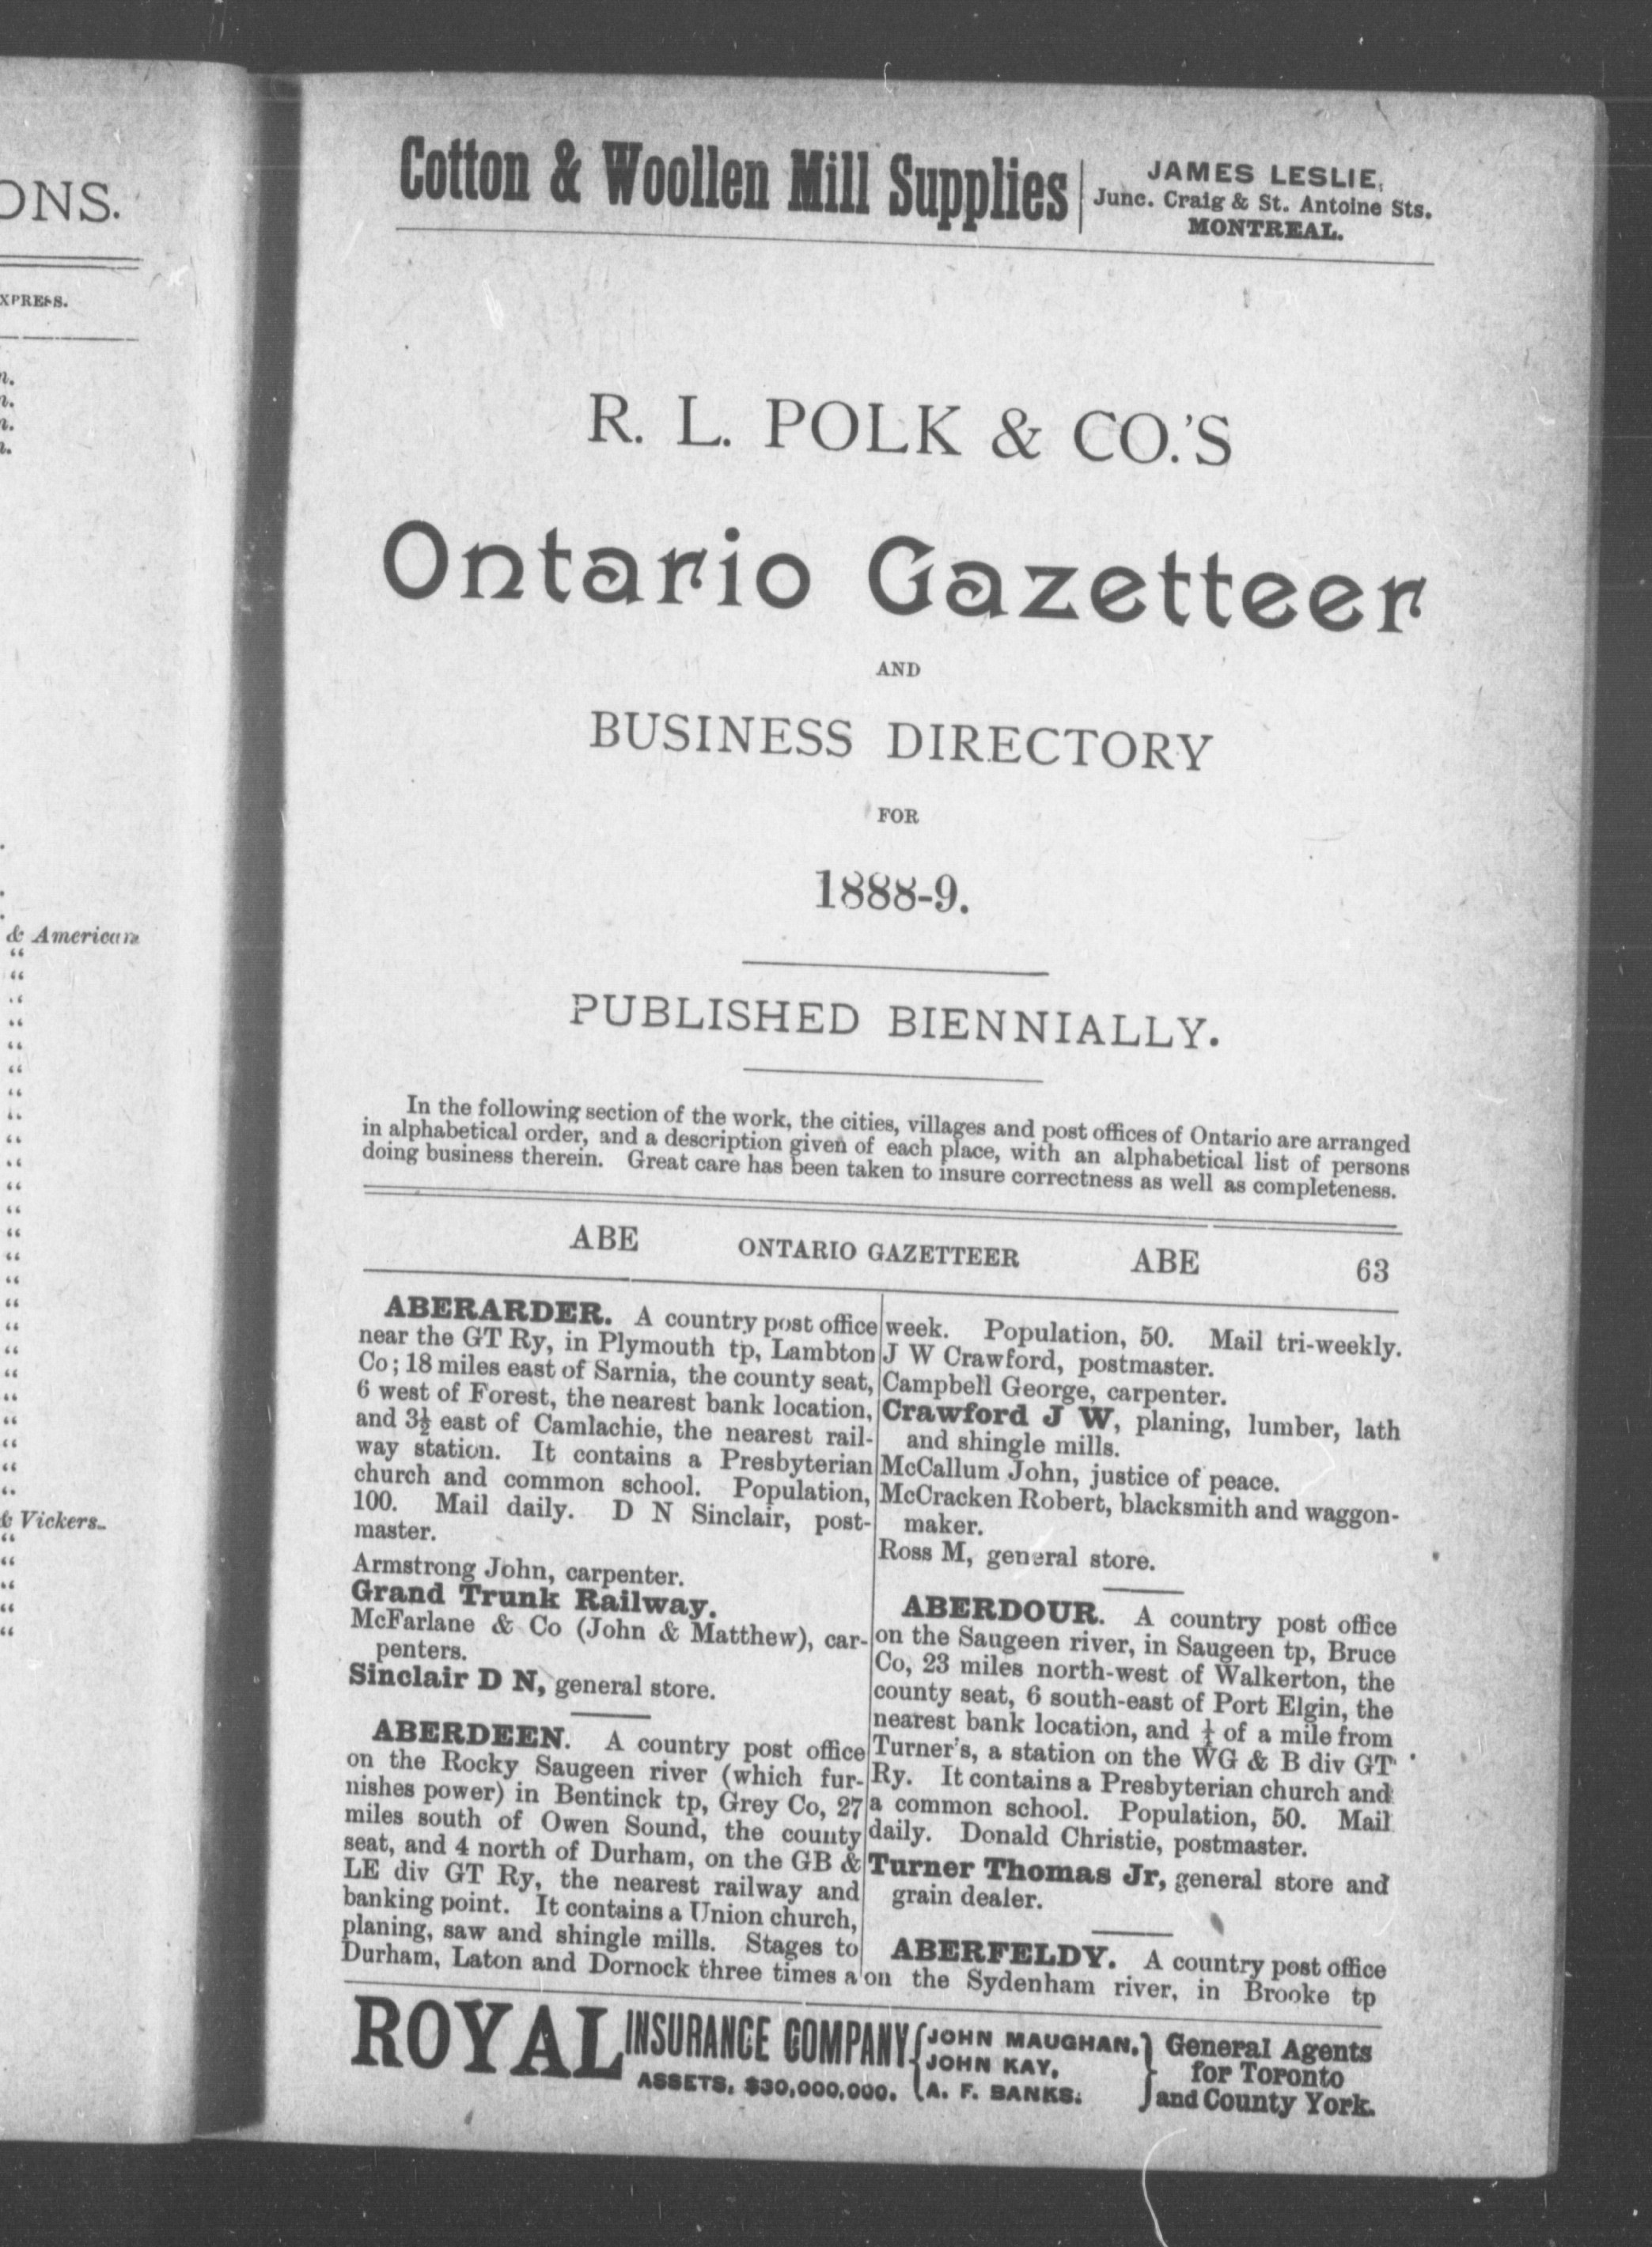 ONS.
XPRESS.
& American
& Vickers.
Cotton & Woollen Mill Supplies
JAMES LESLIE,
Junc. Craig & St. Antoine Sts.
MONTREAL.
R. L. POLK & CO.'S
Ontario Gazetteer
AND
BUSINESS DIRECTORY
FOR
1888-9.
PUBLISHED BIENNIALLY.
In the following section of the work, the cities, villages and post offices of Ontario are arranged
in alphabetical order, and a description given of each place, with an alphabetical list of persons
doing business therein. Great care has been taken to insure correctness as well as completeness.
ABE ONTARIO GAZETTEER ABE 63
ABERARDER. A country post office
near the GT Ry, in Plymouth tp, Lambton
Co; 18 miles east of Sarnia, the county seat,
6 west of Forest, the nearest bank location,
and 3½ east of Camlachie, the nearest rail-
way station. It contains a Presbyterian
church and common school. Population,
100. Mail daily. D N Sinclair, post-
master.
Armstrong John, carpenter.
Grand Trunk Railway.
McFarlane & Co (John & Matthew), car-
penters.
Sinclair D N, general store.
ABERDEEN. A country post office
on the Rocky Saugeen river (which fur-
nishes power) in Bentinck tp, Grey Co, 27
miles south of Owen Sound, the county
seat, and 4 north of Durham, on the GB &
LE div GT Ry, the nearest railway and
banking point. It contains a Union church,
planing, saw and shingle mills. Stages to
Durham, Laton and Dornock three times a
week. Population, 50. Mail tri-weekly.
J W Crawford, postmaster.
Campbell George, carpenter.
Crawford J W, planing, lumber, lath
and shingle mills.
McCallum John, justice of peace.
McCracken Robert, blacksmith and waggon-
maker.
Ross M, general store.
ABERDOUR. A country post office
on the Saugeen river, in Saugeen tp, Bruce
Co, 23 miles north-west of Walkerton, the
county seat, 6 south-east of Port Elgin, the
nearest bank location, and of a mile from
Turner's, a station on the WG & B div GT
Ry. It contains a Presbyterian church and
a common school. Population, 50. Mail
daily. Donald Christie, postmaster.
Turner Thomas Jr, general store and
grain dealer.
ABERFELDY. A country post office
on the Sydenham river, in Brooke tp
ROYAL INSURANCE COMPANY.
ASSETS, $30,000,000.
JOHN MAUGHAN,
JOHN KAY,
A. F. BANKS.
General Agents
for Toronto
and County York.